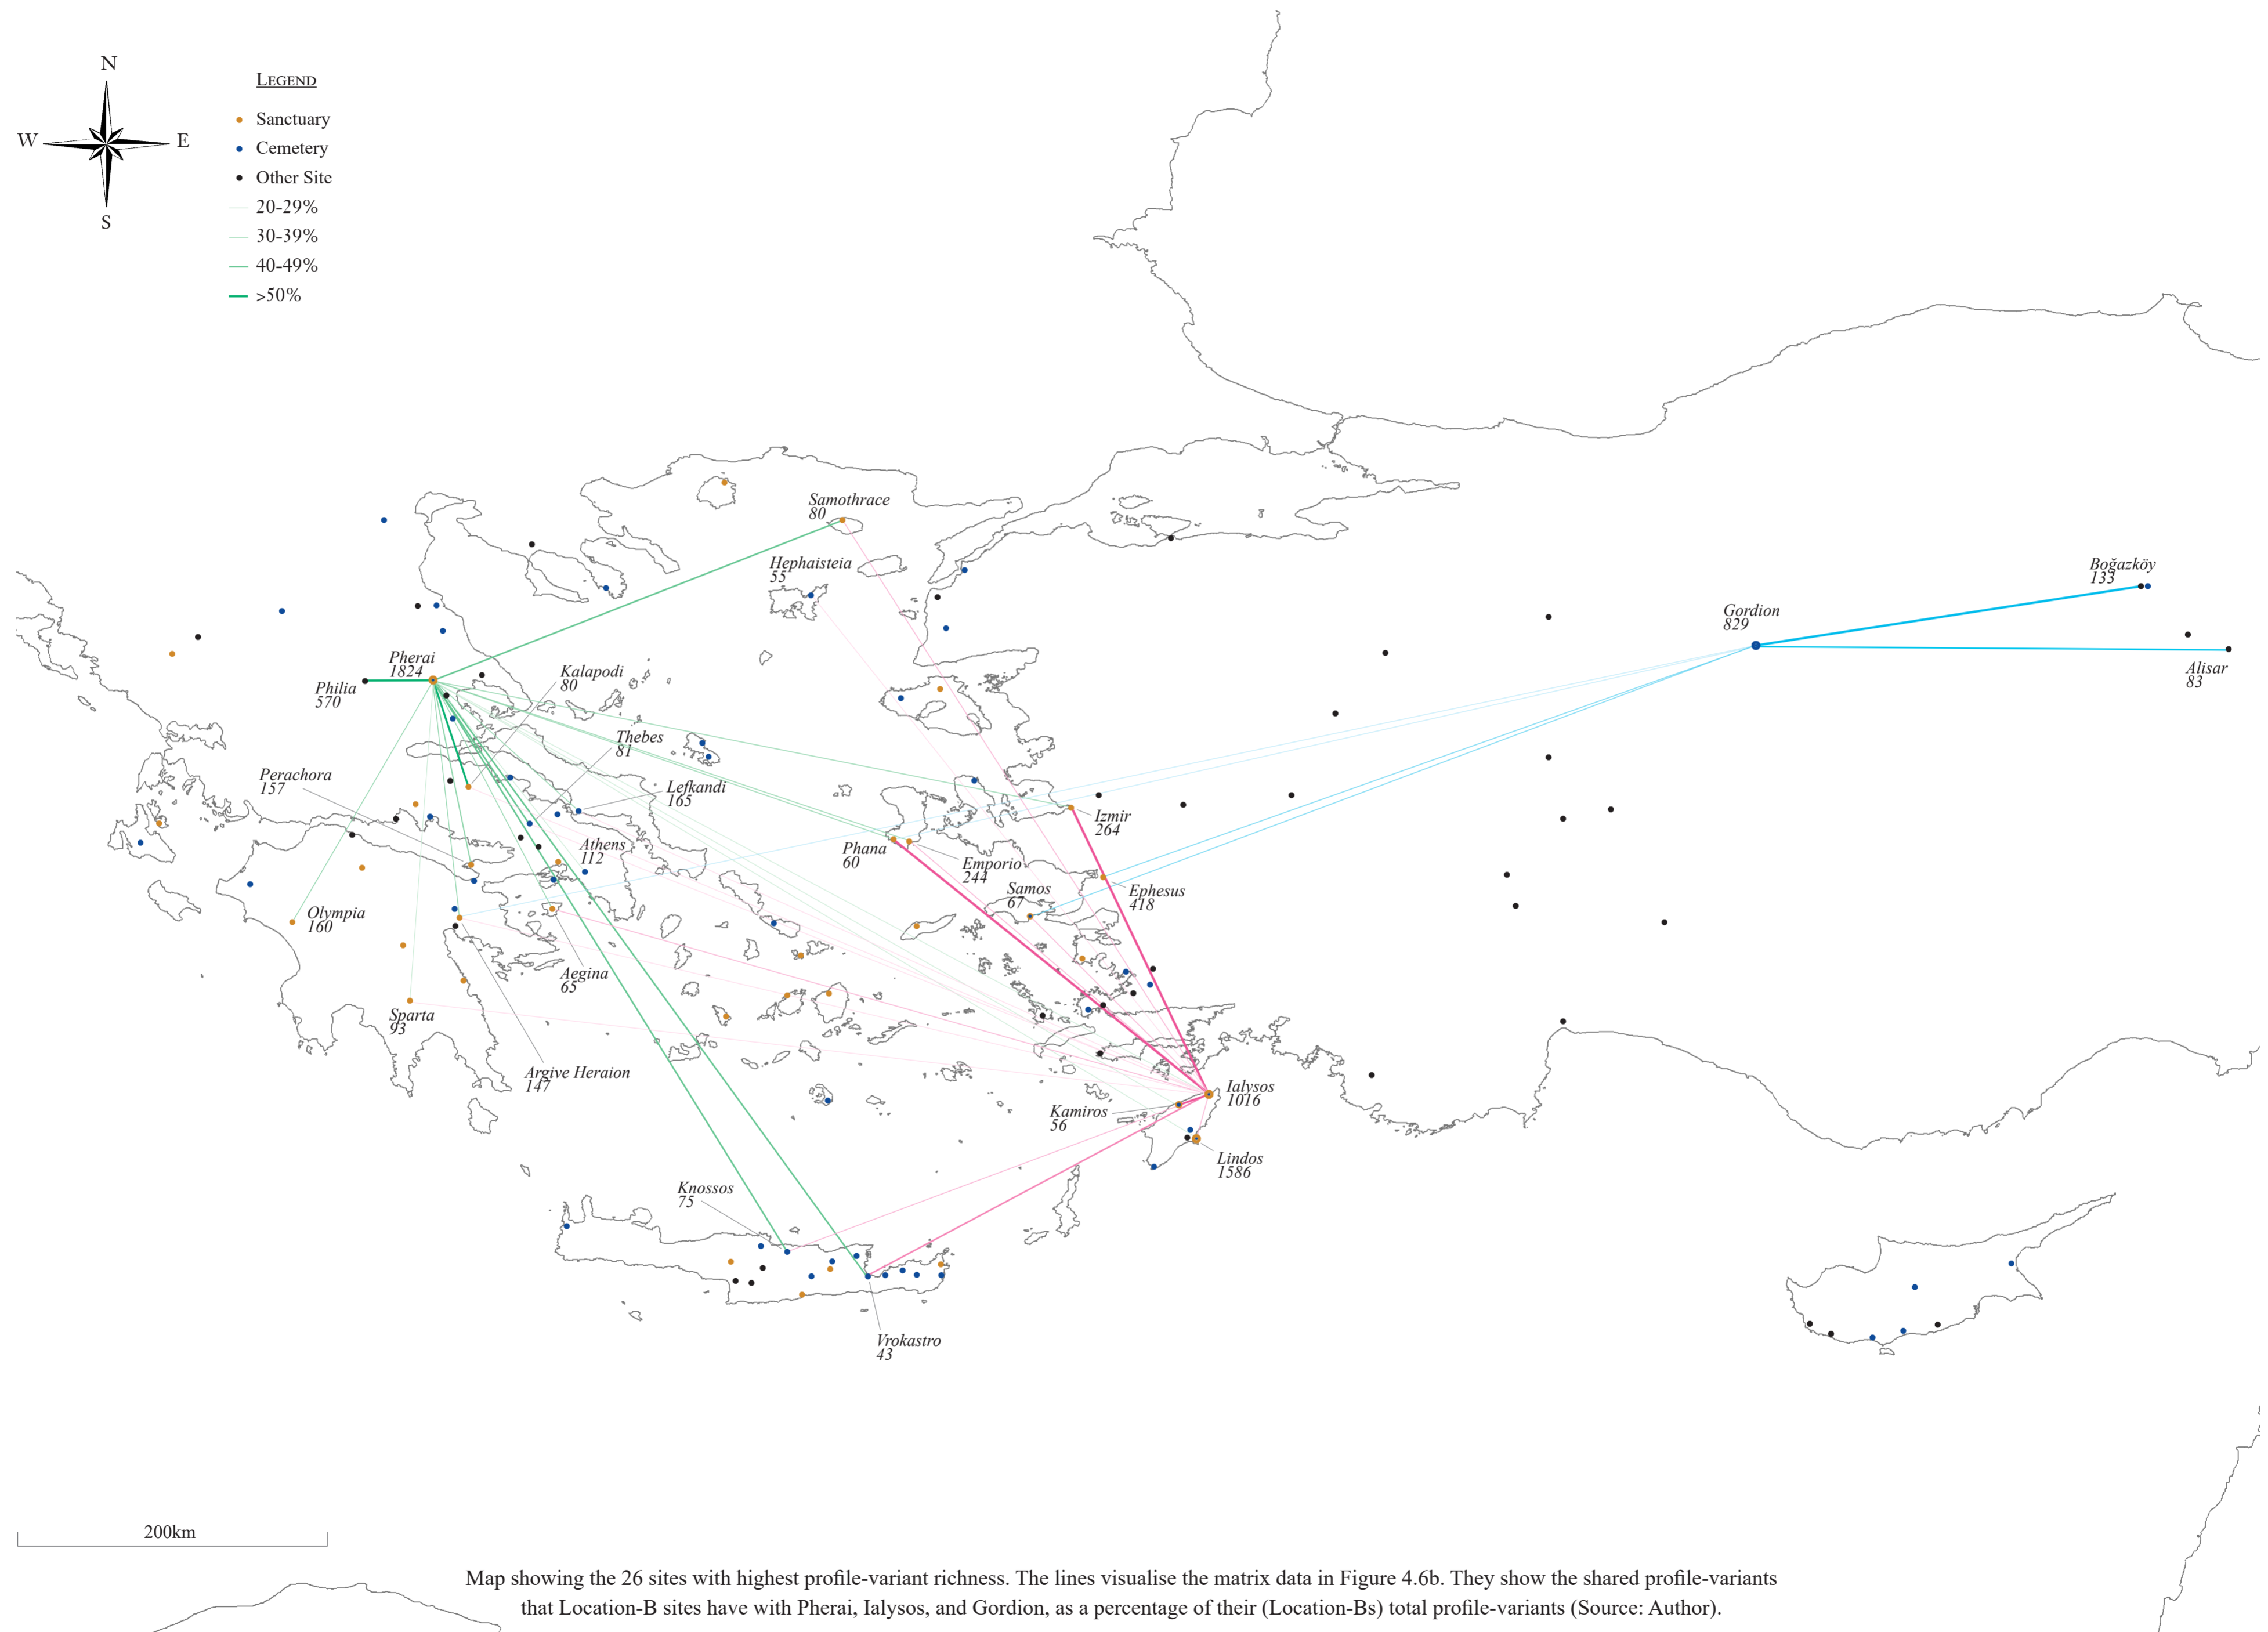 N
W
E
S
LEGEND
Sanctuary
Cemetery
Other Site
20-29%
30-39%
40-49%
>50%
Samothrace
80
Hephaisteia
55
Boğazköy
133
Gordion
829
Alisar
83
Pherai
1824
Philia
570
Kalapodi
80
Thebes
81
Perachora
157
Lefkandi
165
Athens
112
Izmir
264
Phana
60
Emporio
244
Samos
67
Ephesus
418
Olympia
160
Aegina
65
Sparta
93
Argive Heraion
147
Ialysos
1016
Kamiros
56
Lindos
1586
Knossos
75
Vrokastro
43
200km
Map showing the 26 sites with highest profile-variant richness. The lines visualise the matrix data in Figure 4.6b. They show the shared profile-variants
that Location-B sites have with Pherai, Ialysos, and Gordion, as a percentage of their (Location-Bs) total profile-variants (Source: Author).